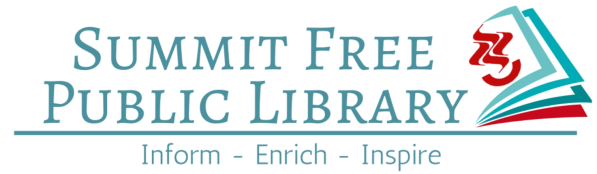 Summit Free
Public Library
Inform - Enrich - Inspire